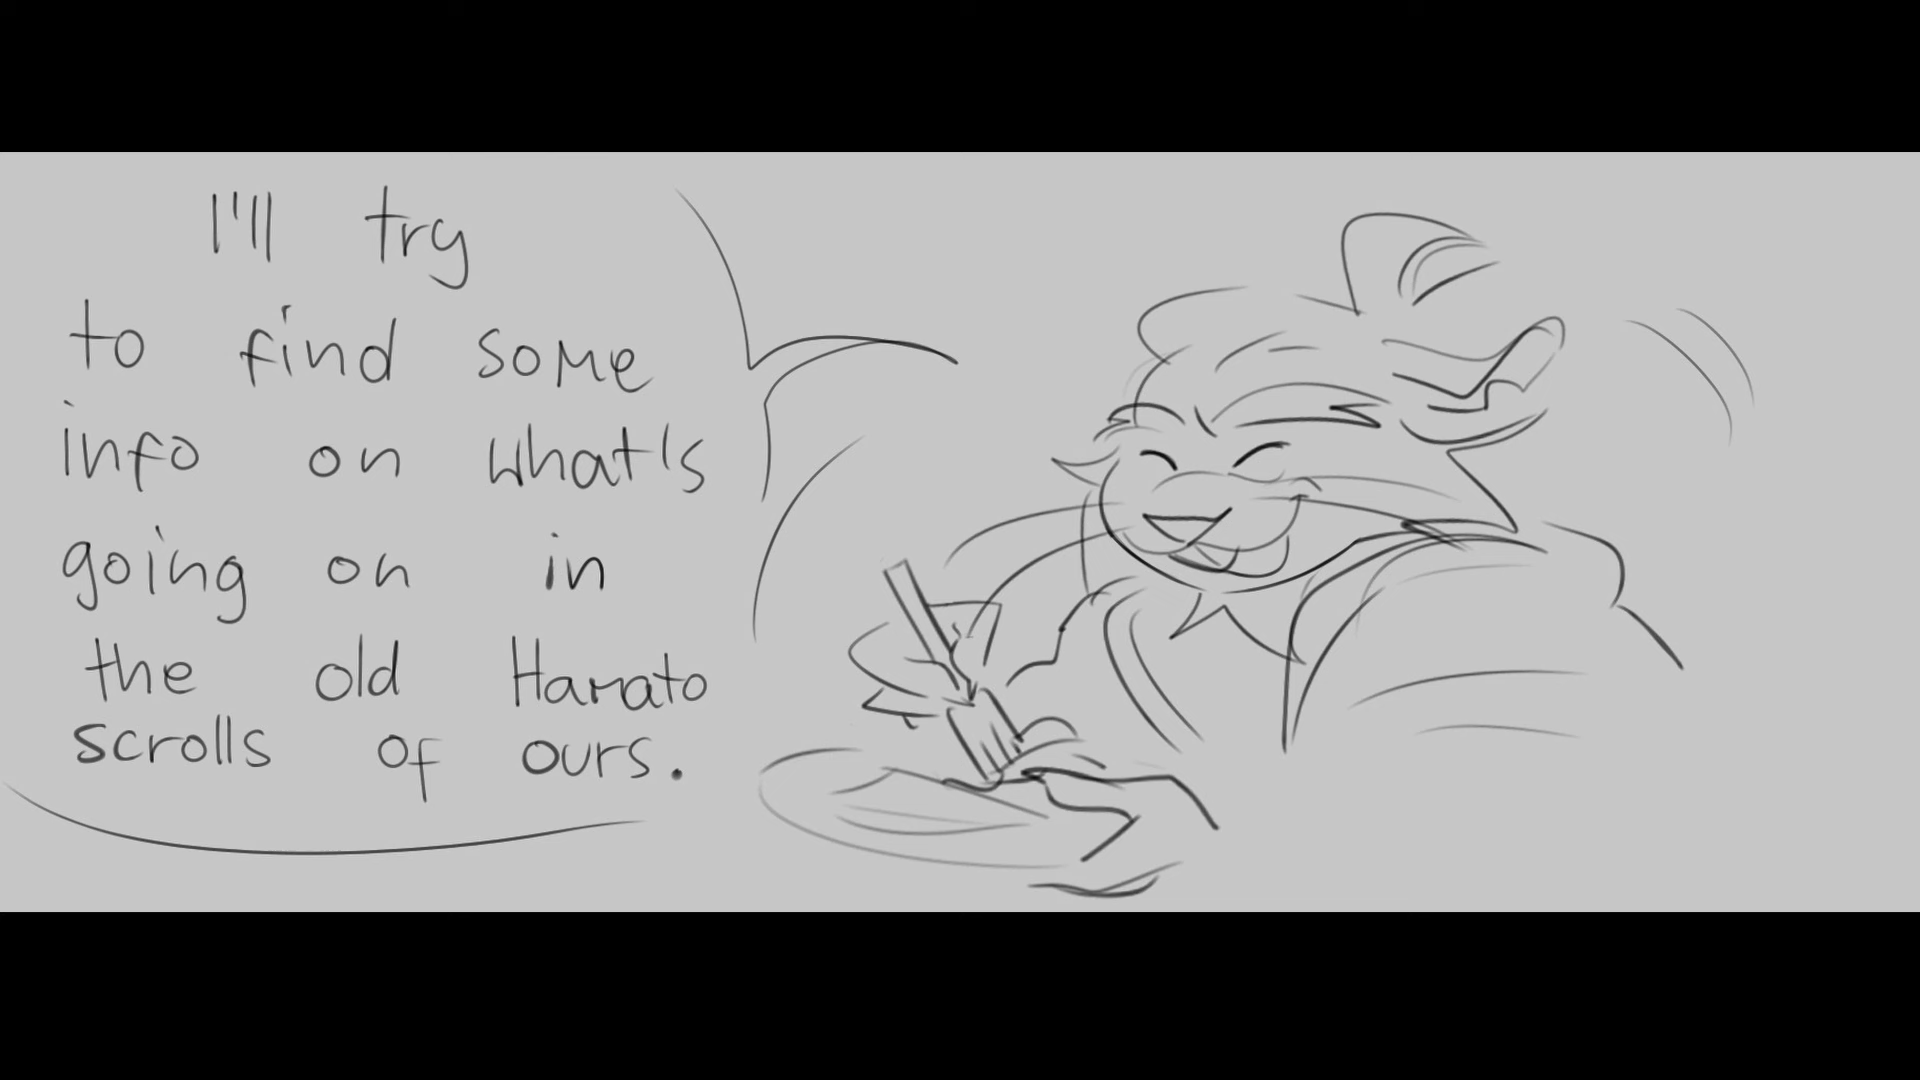 I'll try
to find some
info on what's
going on in
the old Hamato
scrolls of ours.